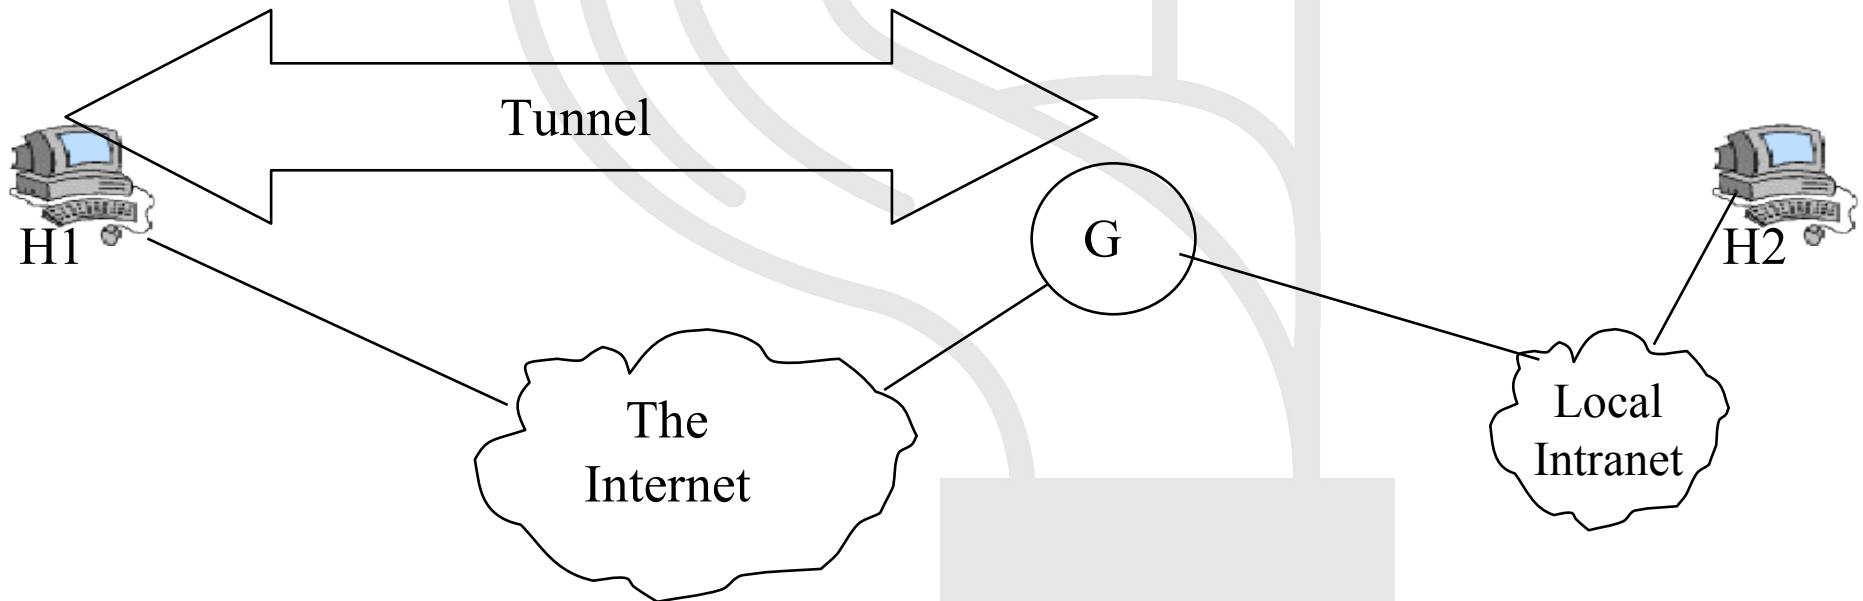 Tunnel
H1
G
H2
The
Internet
Local
Intranet